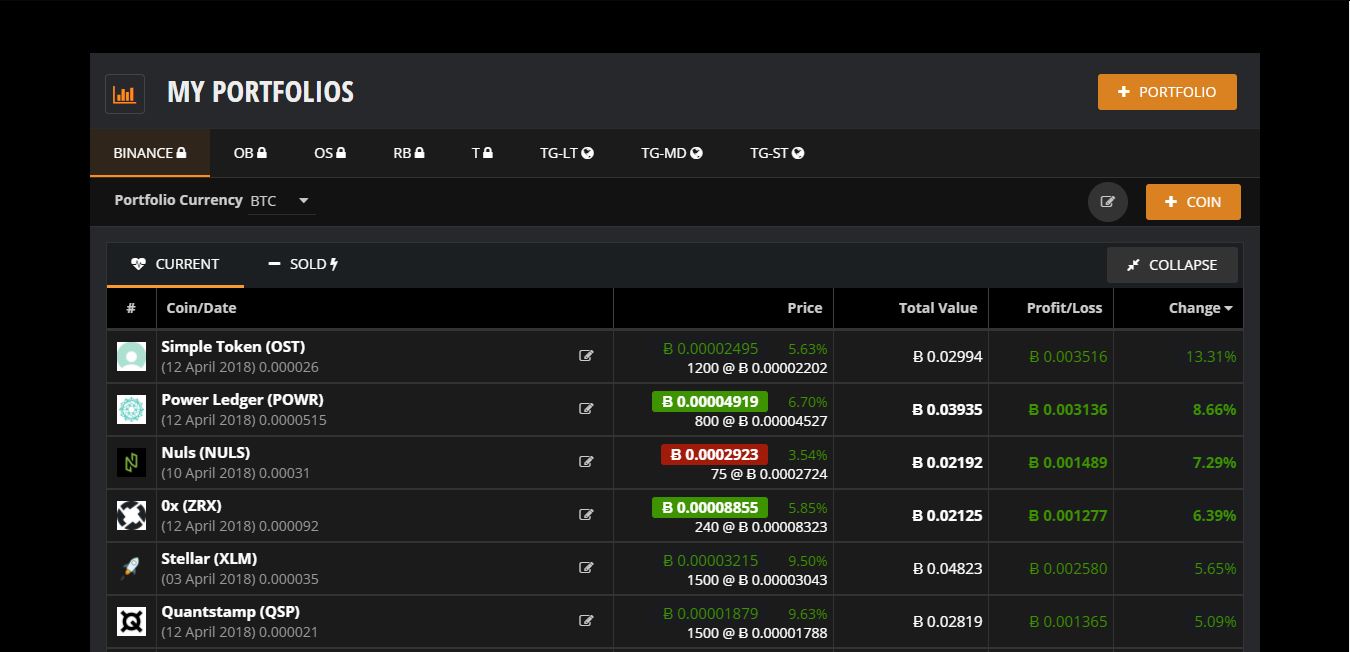 MY PORTFOLIOS
PORTFOLIO
BINANCE OB OS RB T TG-LT TG-MD TG-ST
Portfolio Currency BTC
COIN
CURRENT SOLD COLLAPSE
# Coin/Date Price Total Value Profit/Loss Change
Simple Token (OST) Ƀ 0.00002495 5.63%
(12 April 2018) 0.000026 1200 @ Ƀ 0.00002202 Ƀ 0.02994 Ƀ 0.003516 13.31%
Power Ledger (POWR) Ƀ 0.00004919 6.70%
(12 April 2018) 0.0000515 800 @ Ƀ 0.00004527 Ƀ 0.03935 Ƀ 0.003136 8.66%
Nuls (NULS) Ƀ 0.0002923 3.54%
(10 April 2018) 0.00031 75 @ Ƀ 0.0002724 Ƀ 0.02192 Ƀ 0.001489 7.29%
0x (ZRX) Ƀ 0.00008855 5.85%
(12 April 2018) 0.000092 240 @ Ƀ 0.00008323 Ƀ 0.02125 Ƀ 0.001277 6.39%
Stellar (XLM) Ƀ 0.00003215 9.50%
(03 April 2018) 0.000035 1500 @ Ƀ 0.00003043 Ƀ 0.04823 Ƀ 0.002580 5.65%
Quantstamp (QSP) Ƀ 0.00001879 9.63%
(12 April 2018) 0.000021 1500 @ Ƀ 0.00001788 Ƀ 0.02819 Ƀ 0.001365 5.09%